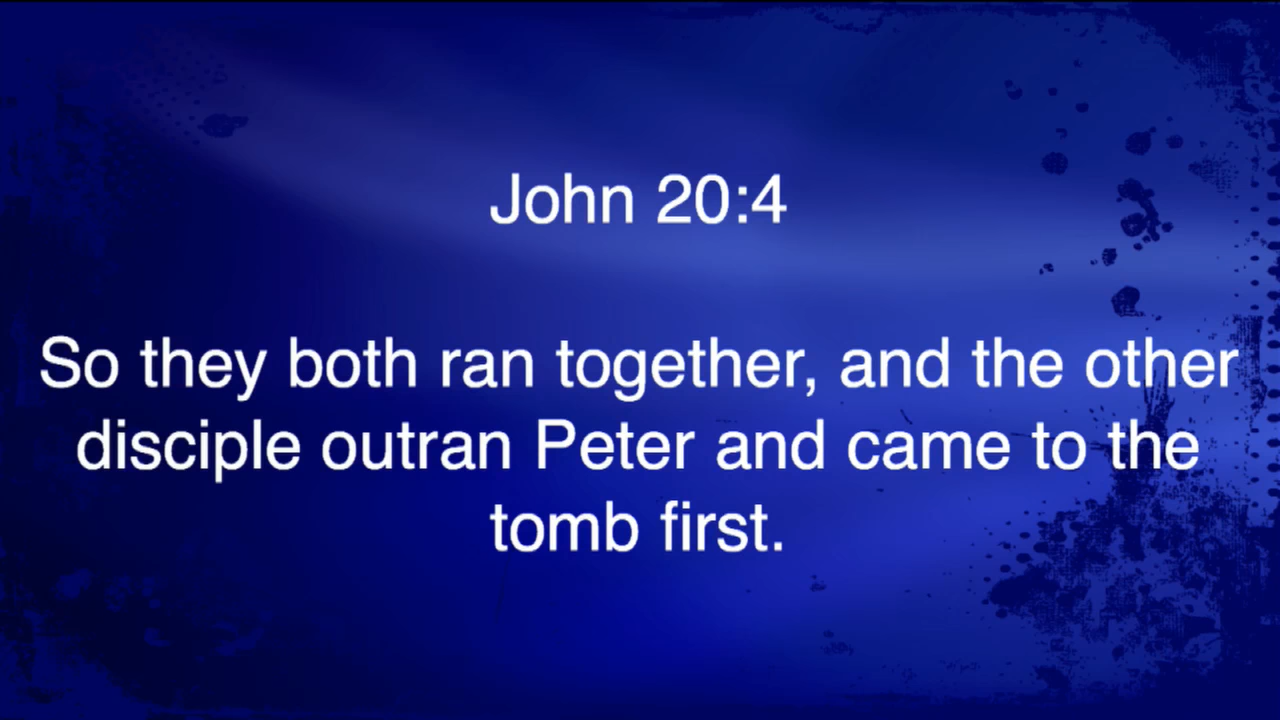 John 20:4
So they both ran together, and the other
disciple outran Peter and came to the
tomb first.